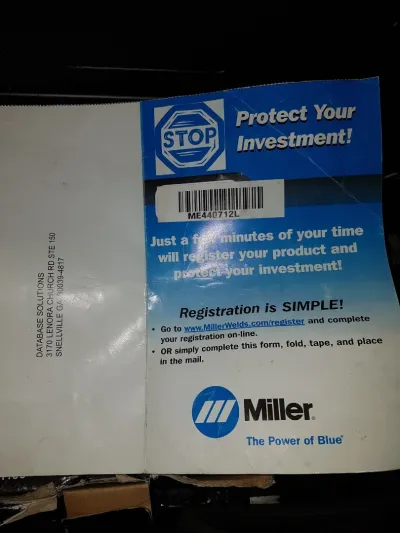 STOP
Protect Your
Investment!
ME440712L
Just a few minutes of your time
will register your product and
protect your investment!
Registration is SIMPLE!
• Go to www.MillerWelds.com/register and complete
your registration on-line.
• OR simply complete this form, fold, tape, and place
in the mail.
Miller®
The Power of Blue®
DATABASE SOLUTIONS
3170 LENORA CHURCH RD STE 150
SNELLVILLE GA 30039-4817